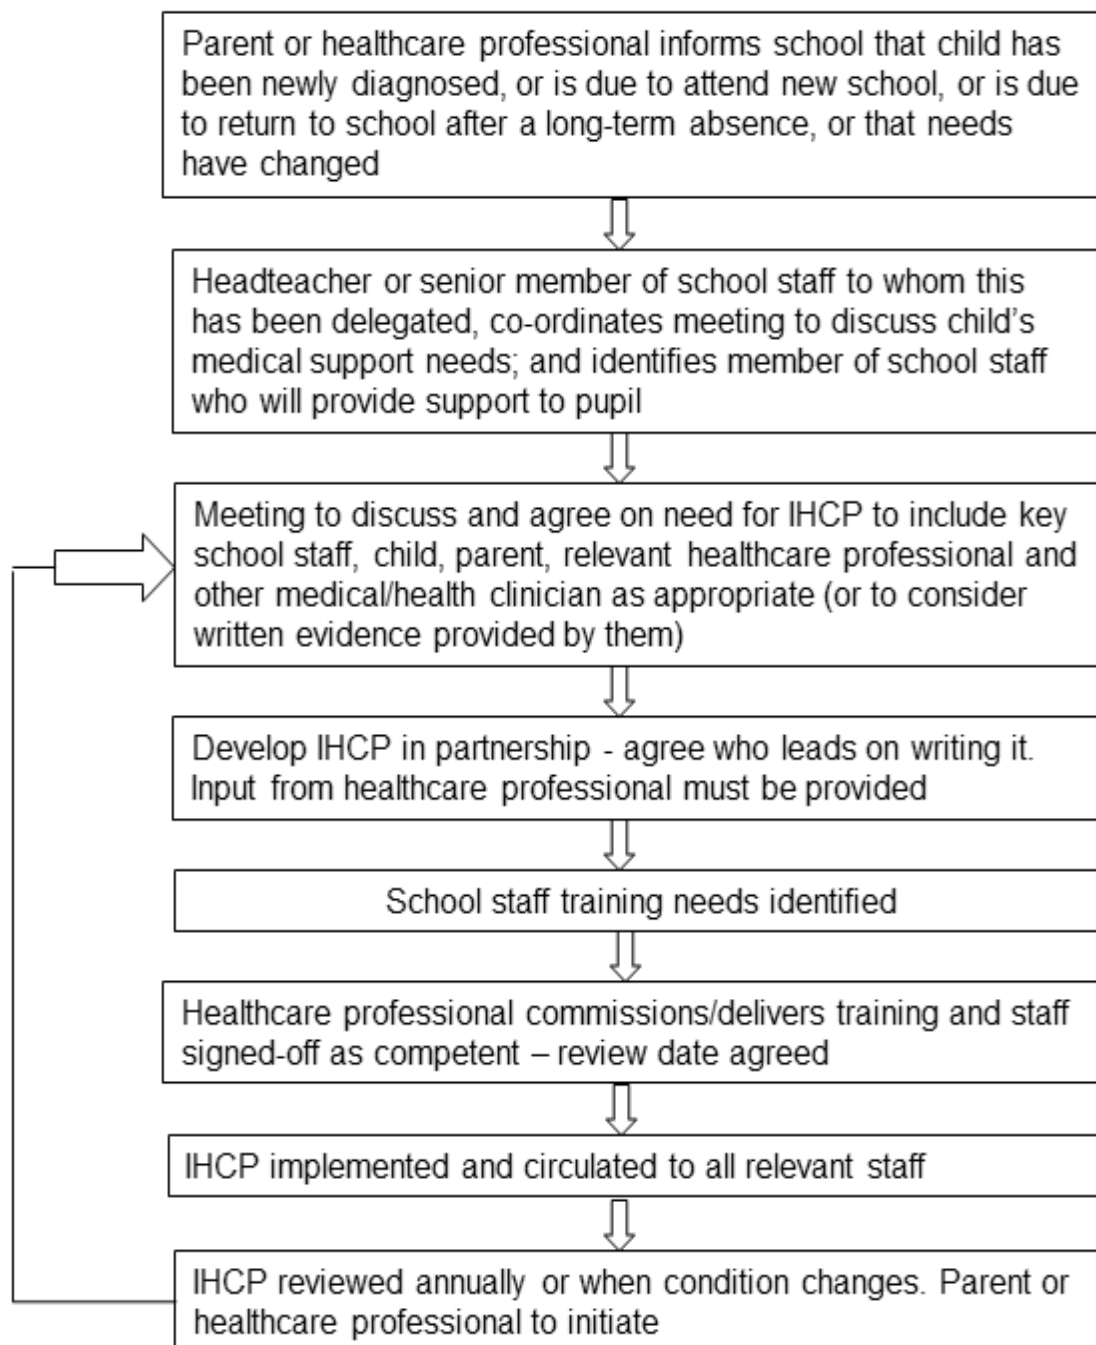 Parent or healthcare professional informs school that child has
been newly diagnosed, or is due to attend new school, or is due
to return to school after a long-term absence, or that needs
have changed
Headteacher or senior member of school staff to whom this
has been delegated, co-ordinates meeting to discuss child's
medical support needs; and identifies member of school staff
who will provide support to pupil
Meeting to discuss and agree on need for IHCP to include key
school staff, child, parent, relevant healthcare professional and
other medical/health clinician as appropriate (or to consider
written evidence provided by them)
Develop IHCP in partnership - agree who leads on writing it.
Input from healthcare professional must be provided
School staff training needs identified
Healthcare professional commissions/delivers training and staff
signed-off as competent – review date agreed
IHCP implemented and circulated to all relevant staff
IHCP reviewed annually or when condition changes. Parent or
healthcare professional to initiate